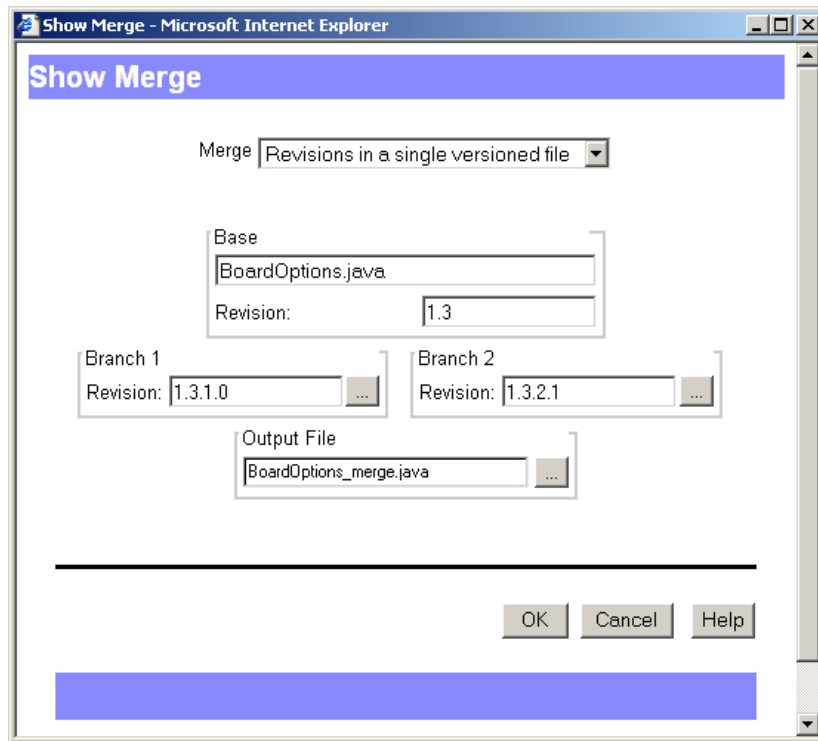 Show Merge - Microsoft Internet Explorer
Show Merge
Merge Revisions in a single versioned file
Base
BoardOptions.java
Revision: 1.3
Branch 1 Branch 2
Revision: 1.3.1.0 ... Revision: 1.3.2.1 ...
Output File
BoardOptions_merge.java ...
OK Cancel Help